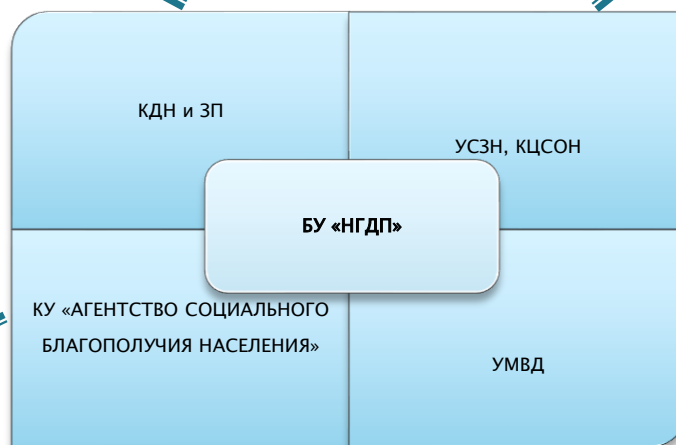 КДН и ЗП
УСЗН, КЦСОН
БУ «НГДП»
КУ «АГЕНТСТВО СОЦИАЛЬНОГО
БЛАГОПОЛУЧИЯ НАСЕЛЕНИЯ»
УМВД